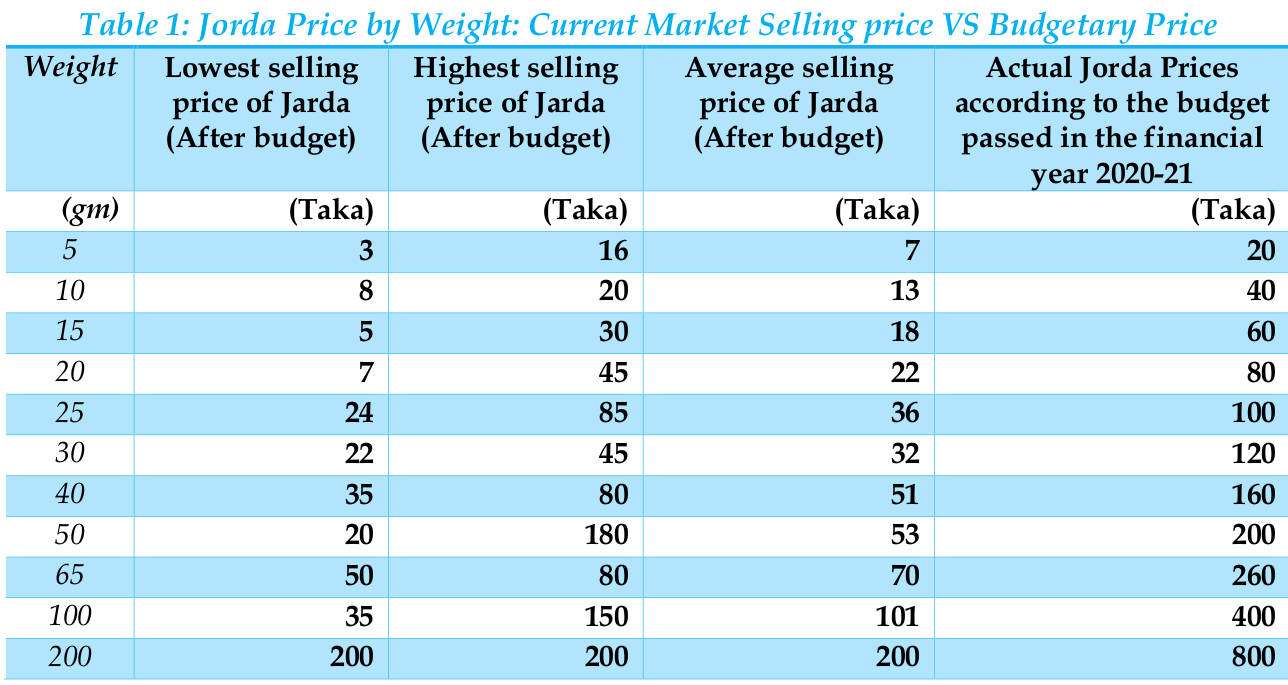 Table 1: Jorda Price by Weight: Current Market Selling price VS Budgetary Price
Weight Lowest selling price of Jarda (After budget) Highest selling price of Jarda (After budget) Average selling price of Jarda (After budget) Actual Jorda Prices according to the budget passed in the financial year 2020-21
(gm) (Taka) (Taka) (Taka) (Taka)
5 3 16 7 20
10 8 20 13 40
15 5 30 18 60
20 7 45 22 80
25 24 85 36 100
30 22 45 32 120
40 35 80 51 160
50 20 180 53 200
65 50 80 70 260
100 35 150 101 400
200 200 200 200 800